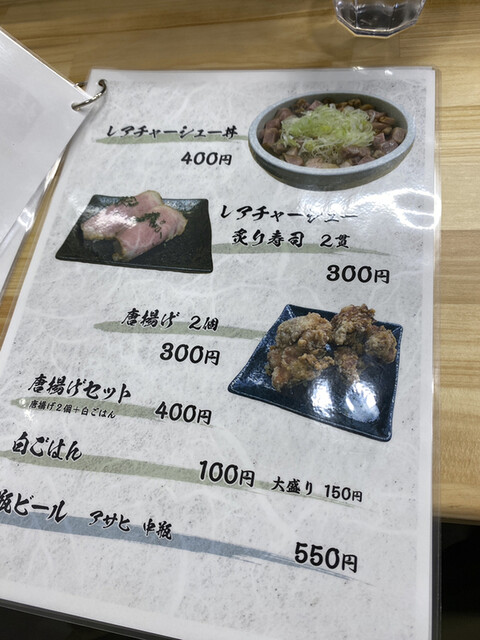 レアチャーシュー丼
400円
レアチャーシュー
炙り寿司 2貫
300円
唐揚げ 2個
300円
唐揚げセット
唐揚げ2個+白ごはん 400円
白ごはん
100円 大盛り 150円
瓶ビール アサヒ 中瓶
550円